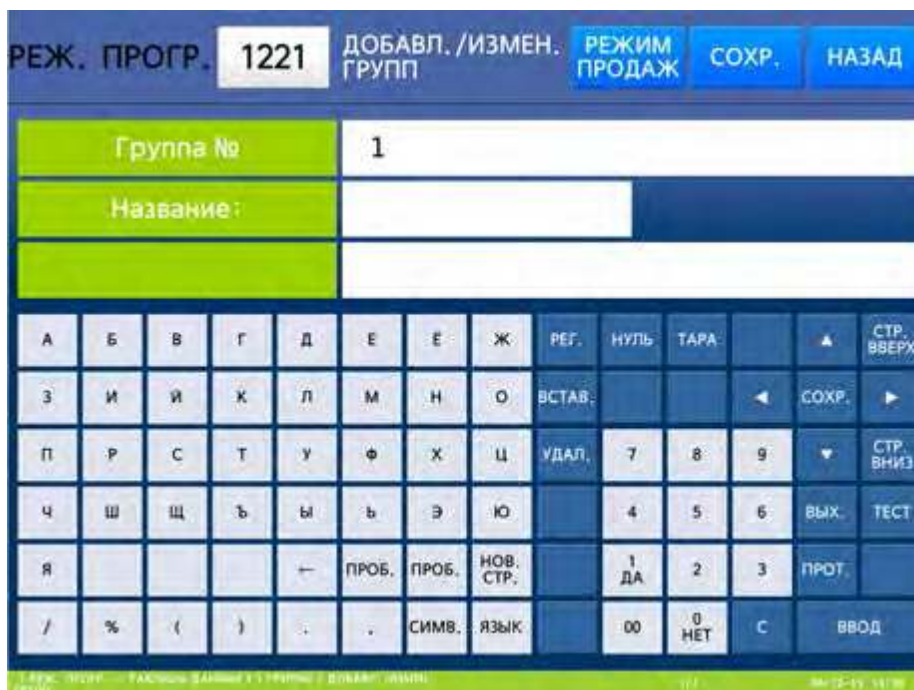 РЕЖ. ПРОГР. 1221 ДОБАВЛ./ИЗМЕН. ГРУПП РЕЖИМ ПРОДАЖ СОХР. НАЗАД
Группа № 1
Название:
А Б В Г Д Е Ё Ж РЕГ. НУЛЬ ТАРА ▲ СТР. ВВЕРХ
З И Й К Л М Н О ВСТАВ. ◄ СОХР. ►
П Р С Т У Ф Х Ц УДАЛ. 7 8 9 ▼ СТР. ВНИЗ
Ч Ш Щ Ъ Ы Ь Э Ю 4 5 6 ВЫХ. ТЕСТ
Я ← ПРОБ. ПРОБ. НОВ. СТР. 1 ДА 2 3 ПРОТ.
/ % ( ) . , СИМВ. ЯЗЫК 00 0 НЕТ С ВВОД